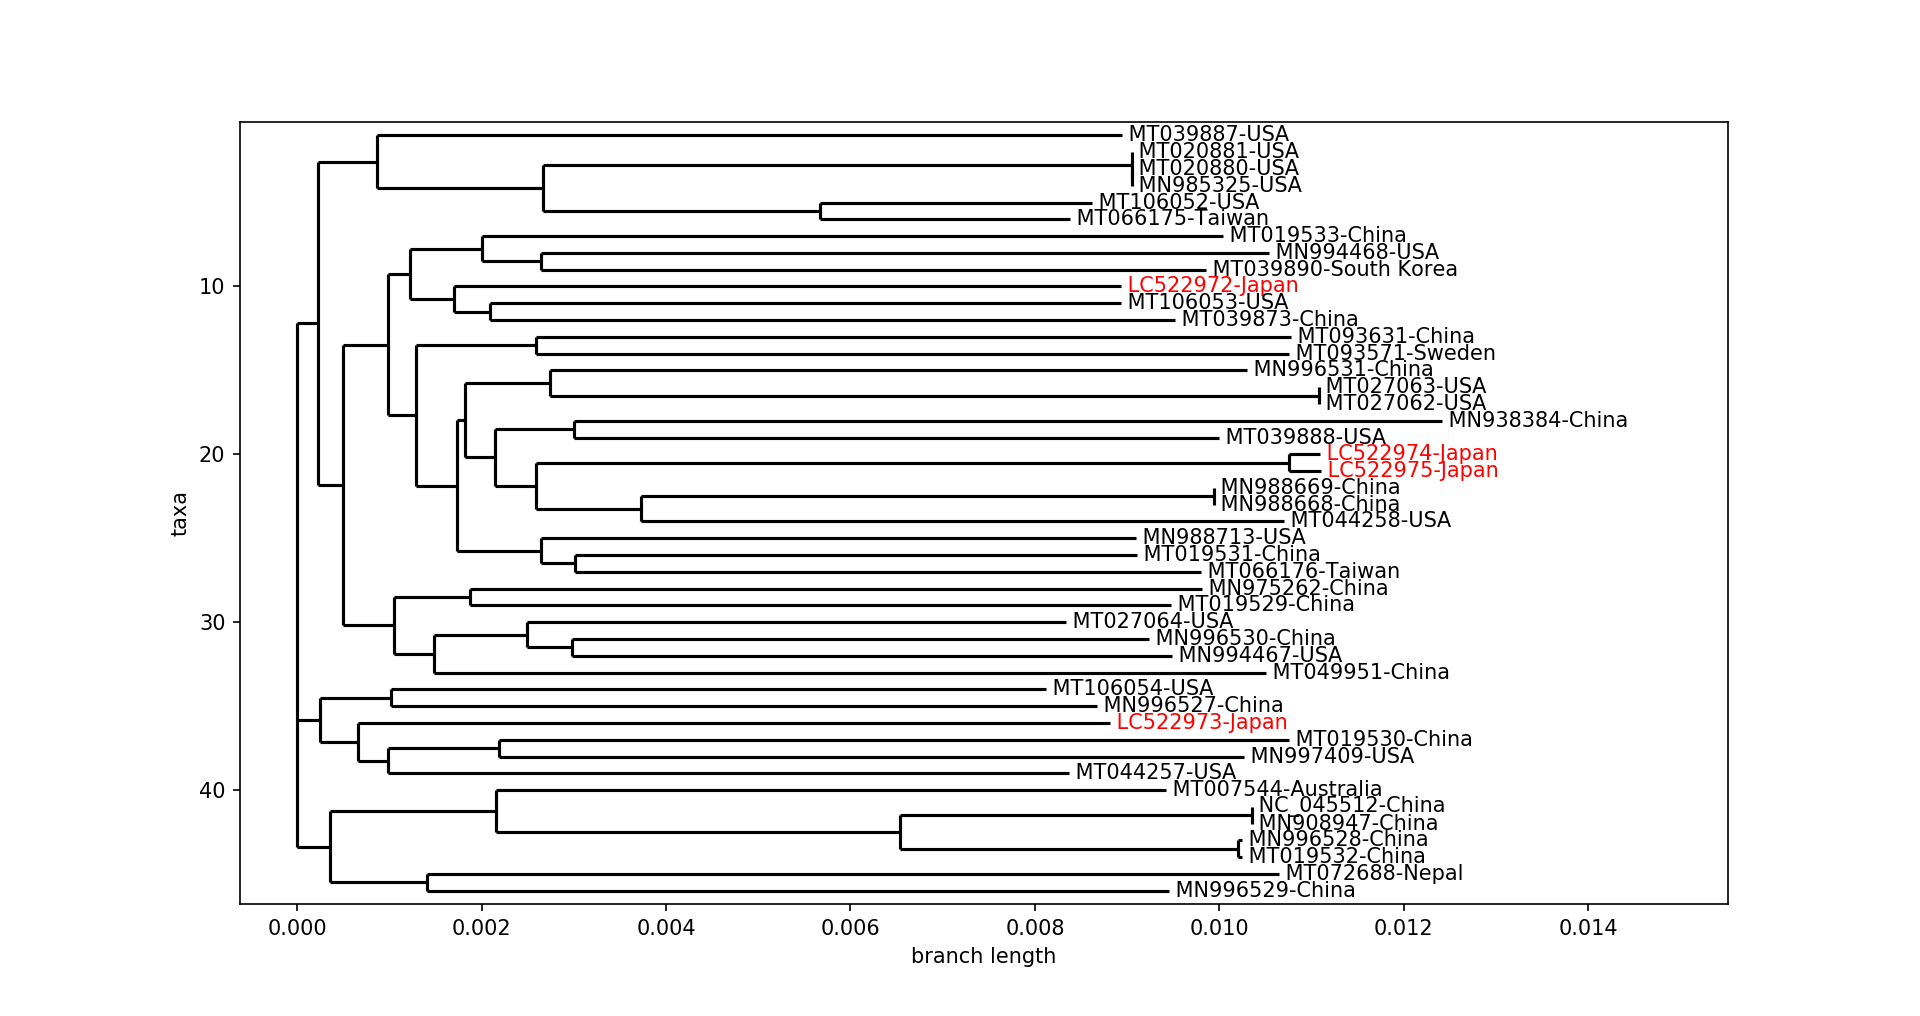 MT039887-USA
MT020881-USA
MT020880-USA
MN985325-USA
MT106052-USA
MT066175-Taiwan
MT019533-China
MN994468-USA
MT039890-South Korea
10
LC522972-Japan
MT106053-USA
MT039873-China
MT093631-China
MT093571-Sweden
MN996531-China
MT027063-USA
MT027062-USA
MN938384-China
MT039888-USA
20
LC522974-Japan
LC522975-Japan
MN988669-China
MN988668-China
MT044258-USA
taxa
MN988713-USA
MT019531-China
MT066176-Taiwan
MN975262-China
MT019529-China
30
MT027064-USA
MN996530-China
MN994467-USA
MT049951-China
MT106054-USA
MN996527-China
LC522973-Japan
MT019530-China
MN997409-USA
MT044257-USA
40
MT007544-Australia
NC_045512-China
MN908947-China
MN996528-China
MT019532-China
MT072688-Nepal
MN996529-China
0.000 0.002 0.004 0.006 0.008 0.010 0.012 0.014
branch length